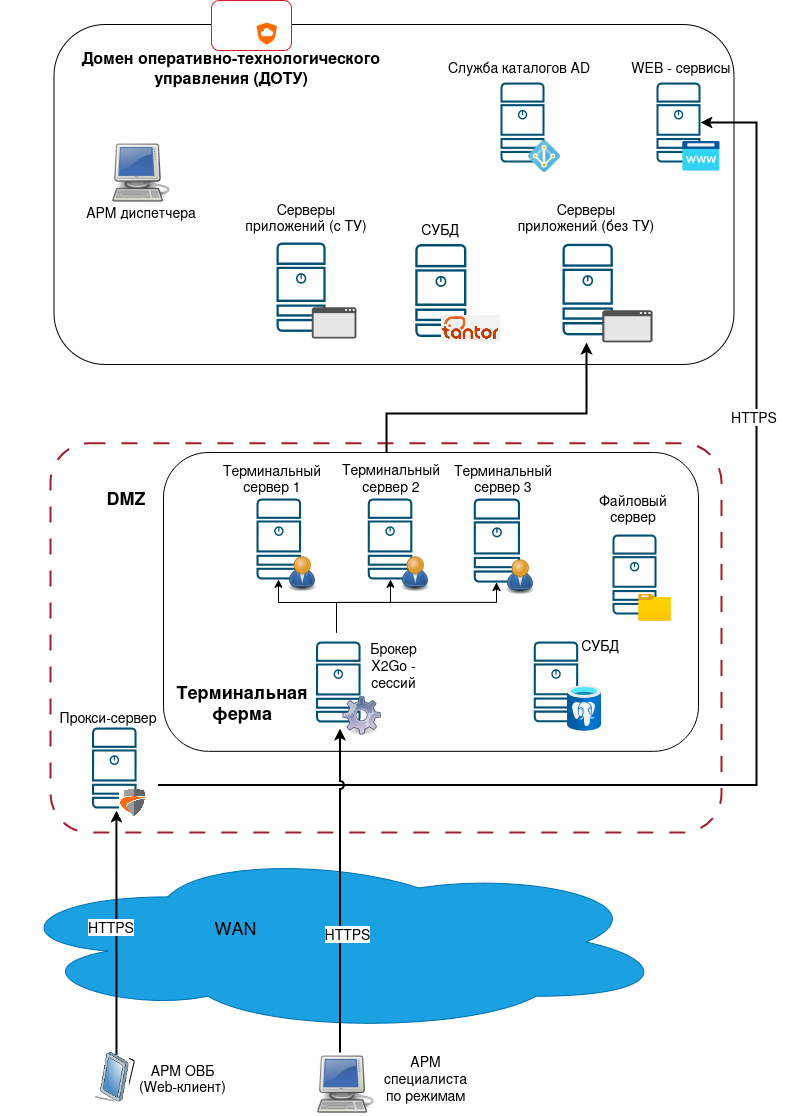 Домен оперативно-технологического
управления (ДОТУ)
Служба каталогов AD
WEB - сервисы
www
АРМ диспетчера
Серверы
приложений (с ТУ)
СУБД
tantor
Серверы
приложений (без ТУ)
HTTPS
DMZ
Терминальный
сервер 1
Терминальный
сервер 2
Терминальный
сервер 3
Файловый
сервер
Брокер
X2Go -
сессий
СУБД
Терминальная
ферма
Прокси-сервер
HTTPS
WAN
HTTPS
АРМ ОВБ
(Web-клиент)
АРМ
специалиста
по режимам